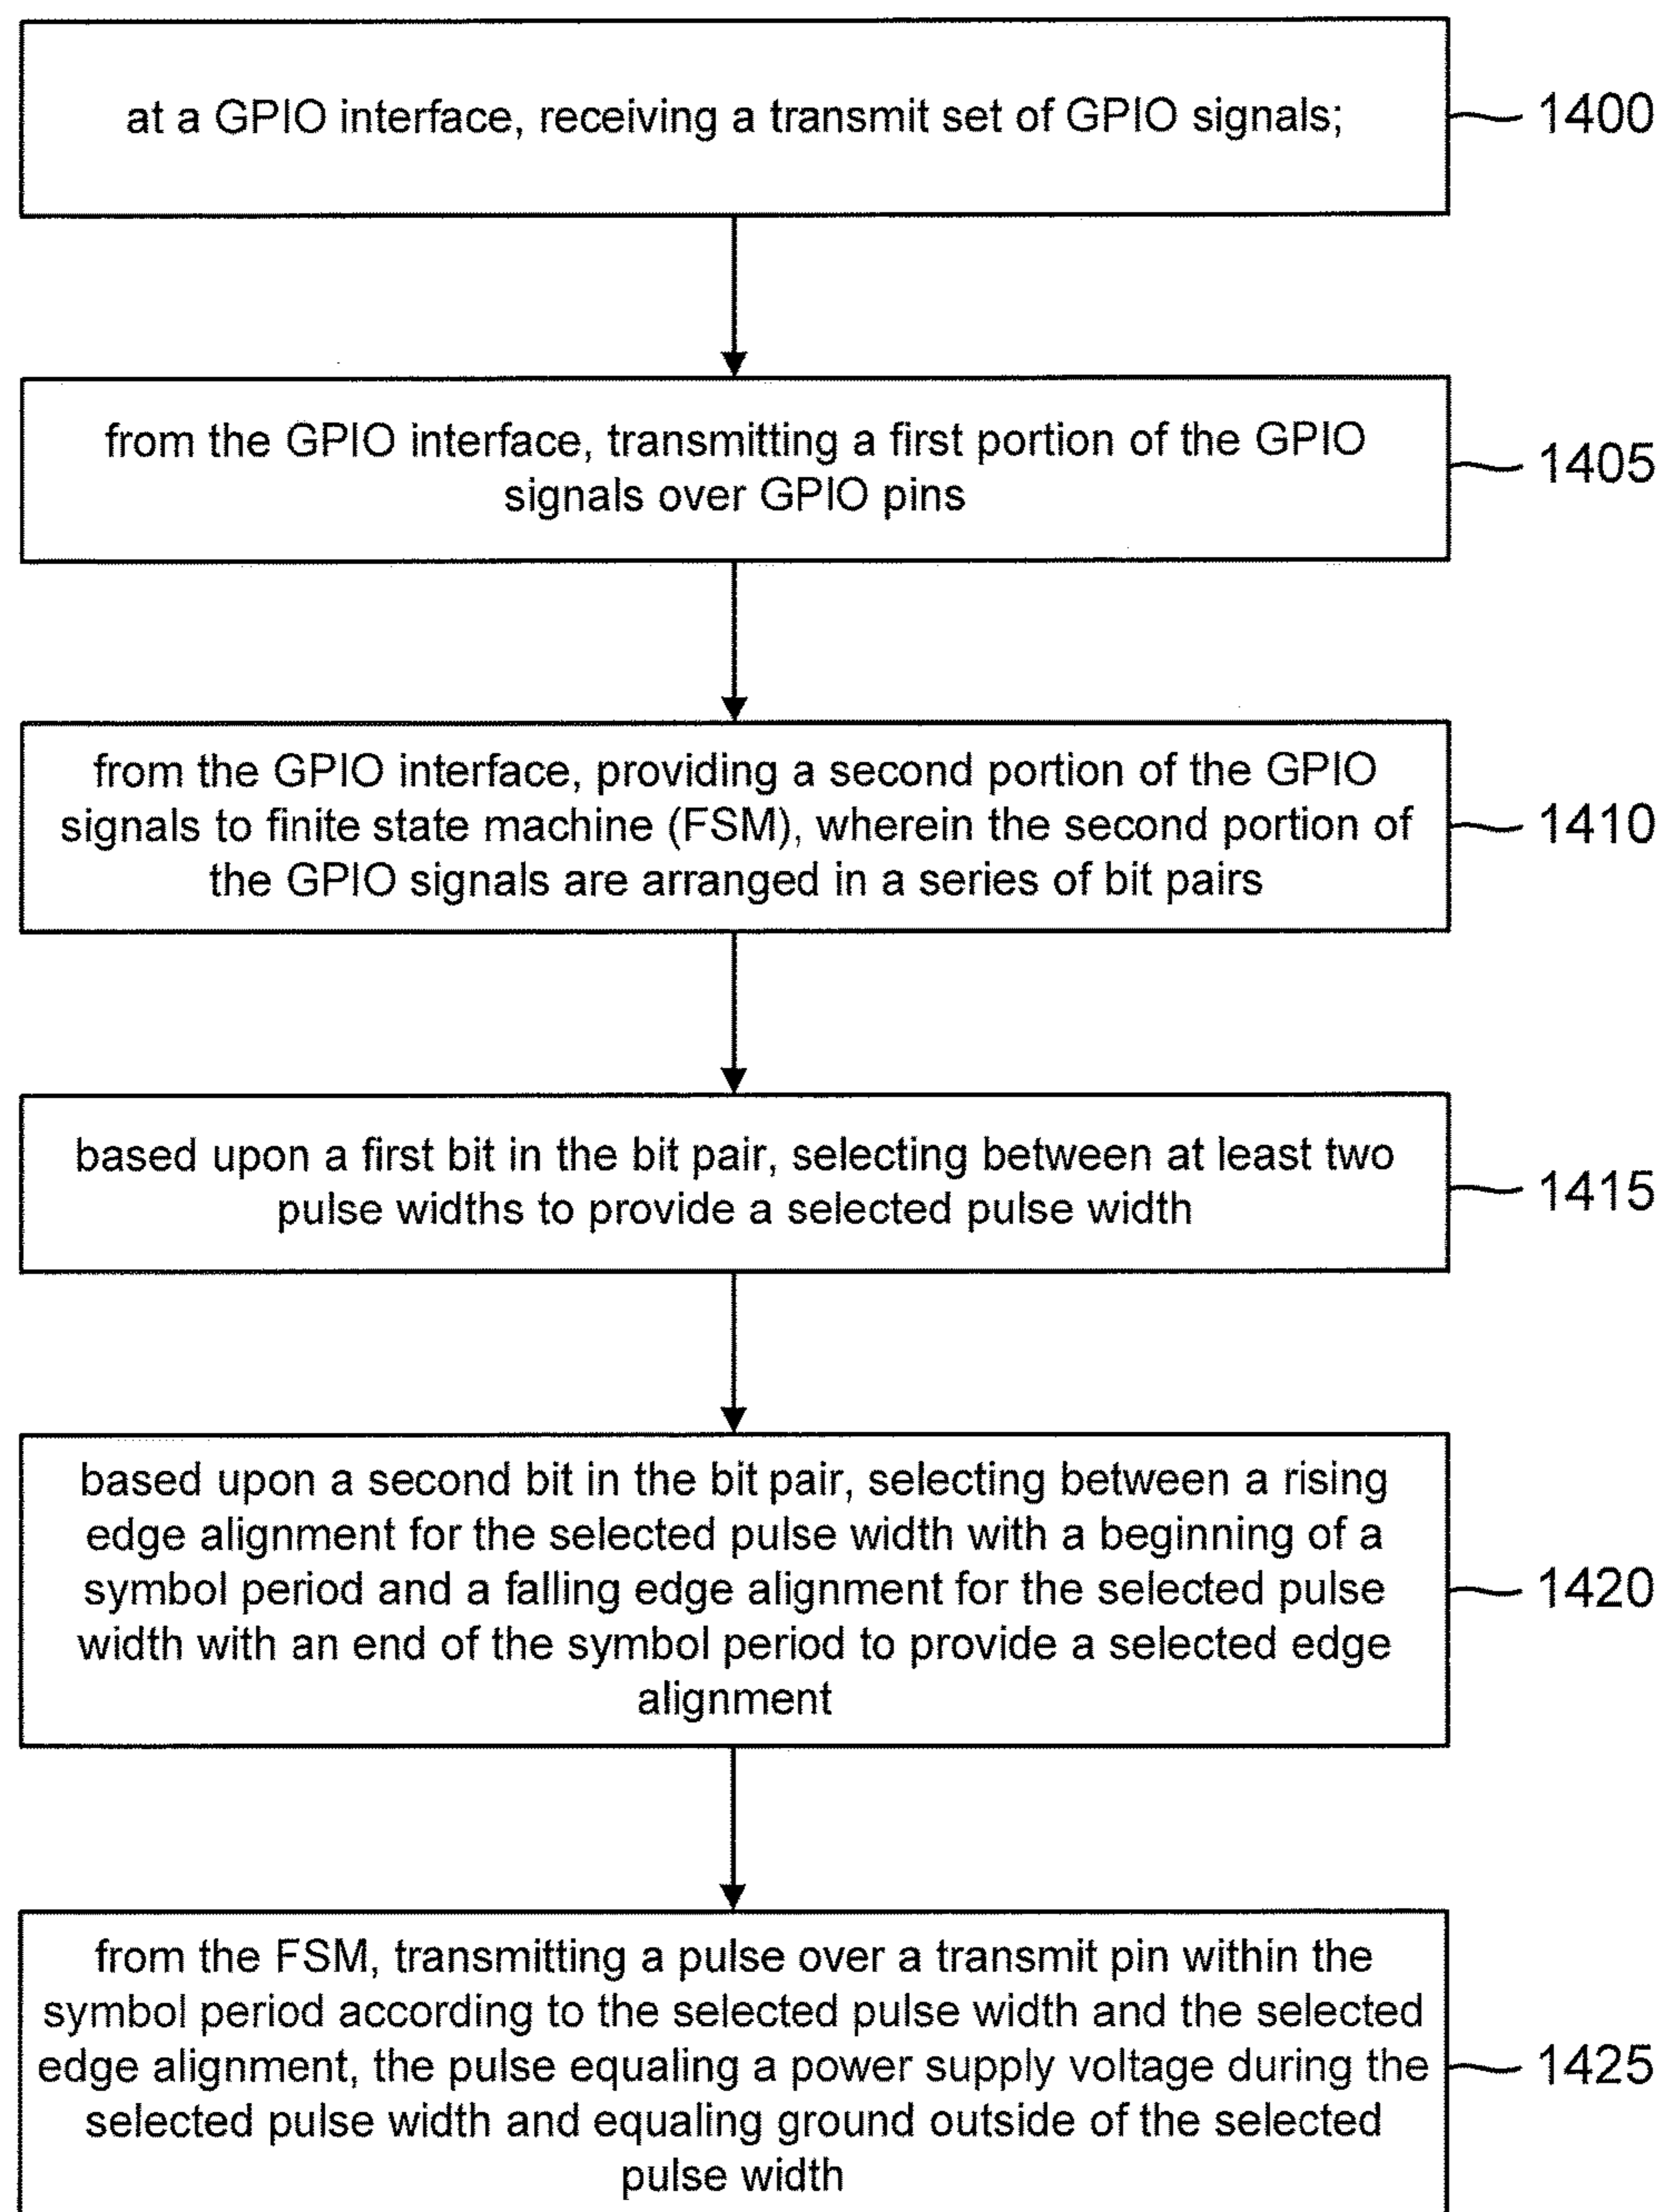 at a GPIO interface, receiving a transmit set of GPIO signals;
1400
from the GPIO interface, transmitting a first portion of the GPIO
signals over GPIO pins
1405
from the GPIO interface, providing a second portion of the GPIO
signals to finite state machine (FSM), wherein the second portion of
the GPIO signals are arranged in a series of bit pairs
1410
based upon a first bit in the bit pair, selecting between at least two
pulse widths to provide a selected pulse width
1415
based upon a second bit in the bit pair, selecting between a rising
edge alignment for the selected pulse width with a beginning of a
symbol period and a falling edge alignment for the selected pulse
width with an end of the symbol period to provide a selected edge
alignment
1420
from the FSM, transmitting a pulse over a transmit pin within the
symbol period according to the selected pulse width and the selected
edge alignment, the pulse equaling a power supply voltage during the
selected pulse width and equaling ground outside of the selected
pulse width
1425